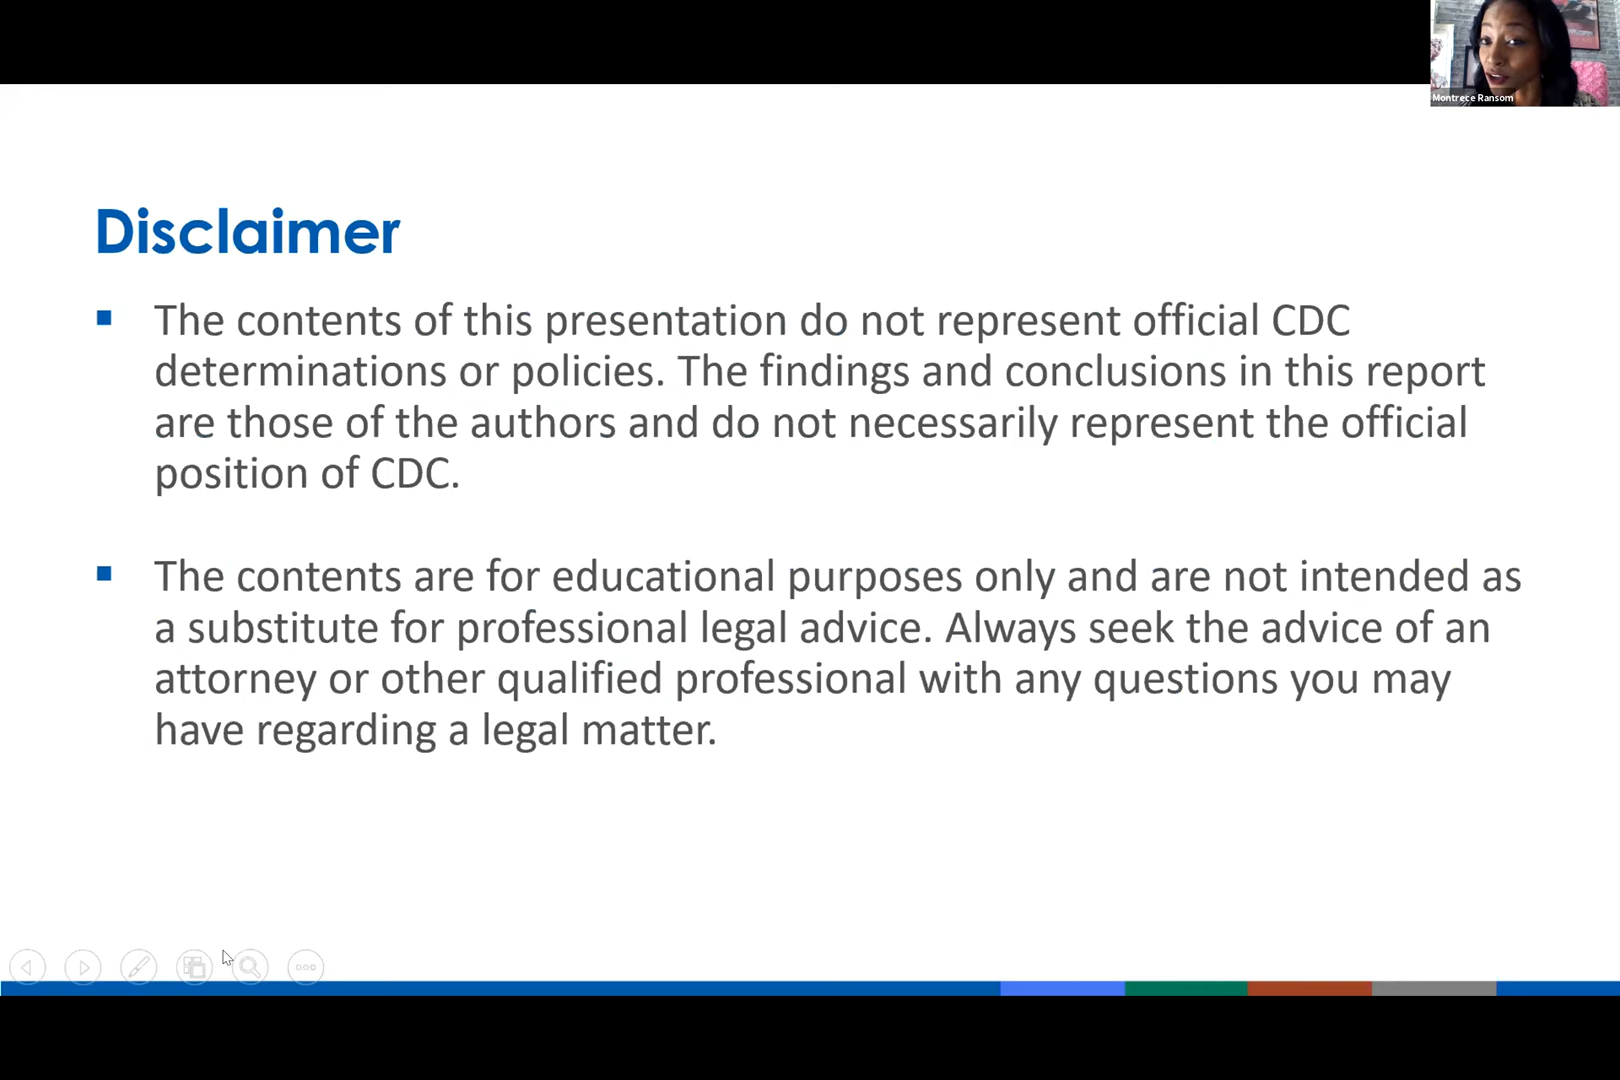 Montrece Ransom
Disclaimer
The contents of this presentation do not represent official CDC
determinations or policies. The findings and conclusions in this report
are those of the authors and do not necessarily represent the official
position of CDC.
The contents are for educational purposes only and are not intended as
a substitute for professional legal advice. Always seek the advice of an
attorney or other qualified professional with any questions you may
have regarding a legal matter.